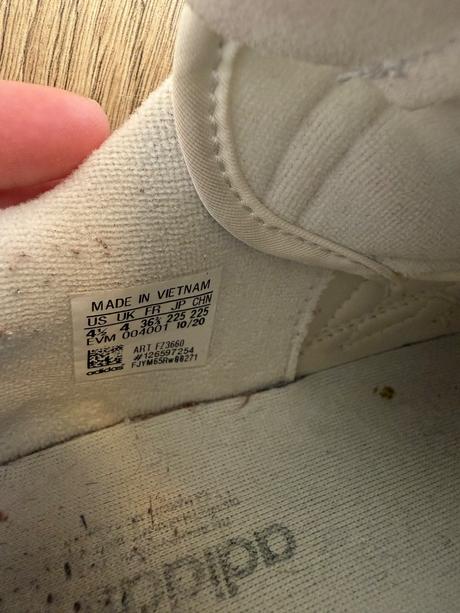 MADE IN VIETNAM
US UK FR JP CHN
4½ 4 36⅔ 225 225
EVM 004001 10/20
ART FZ3660
#126597254
FJYM65RW00271
adidas
adidas